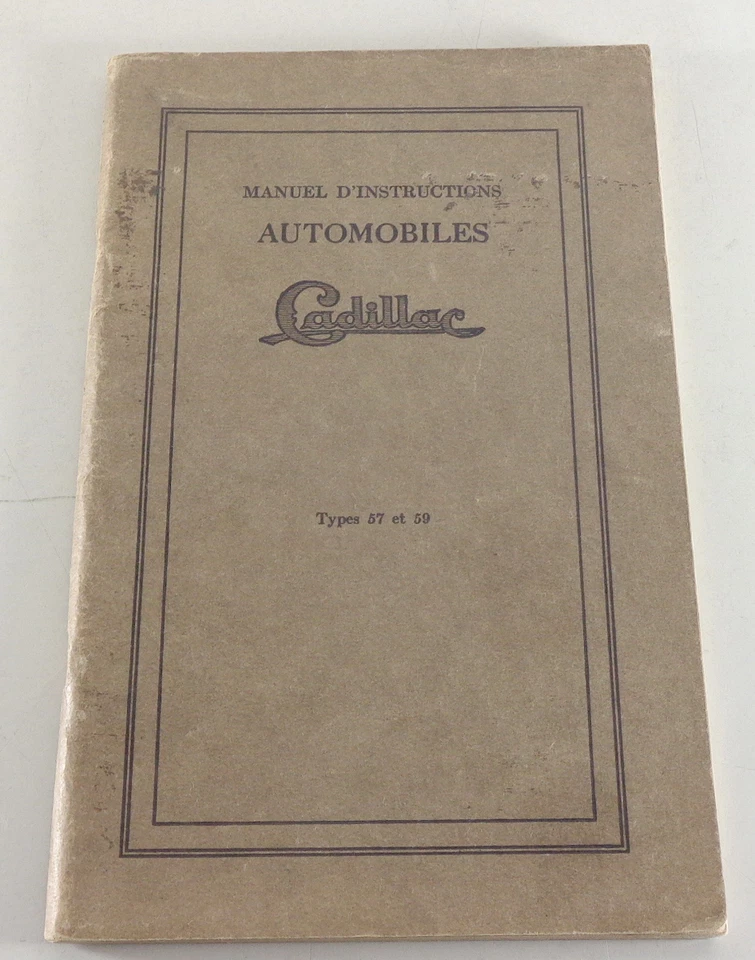 MANUEL D'INSTRUCTIONS
AUTOMOBILES
Cadillac
Types 57 et 59